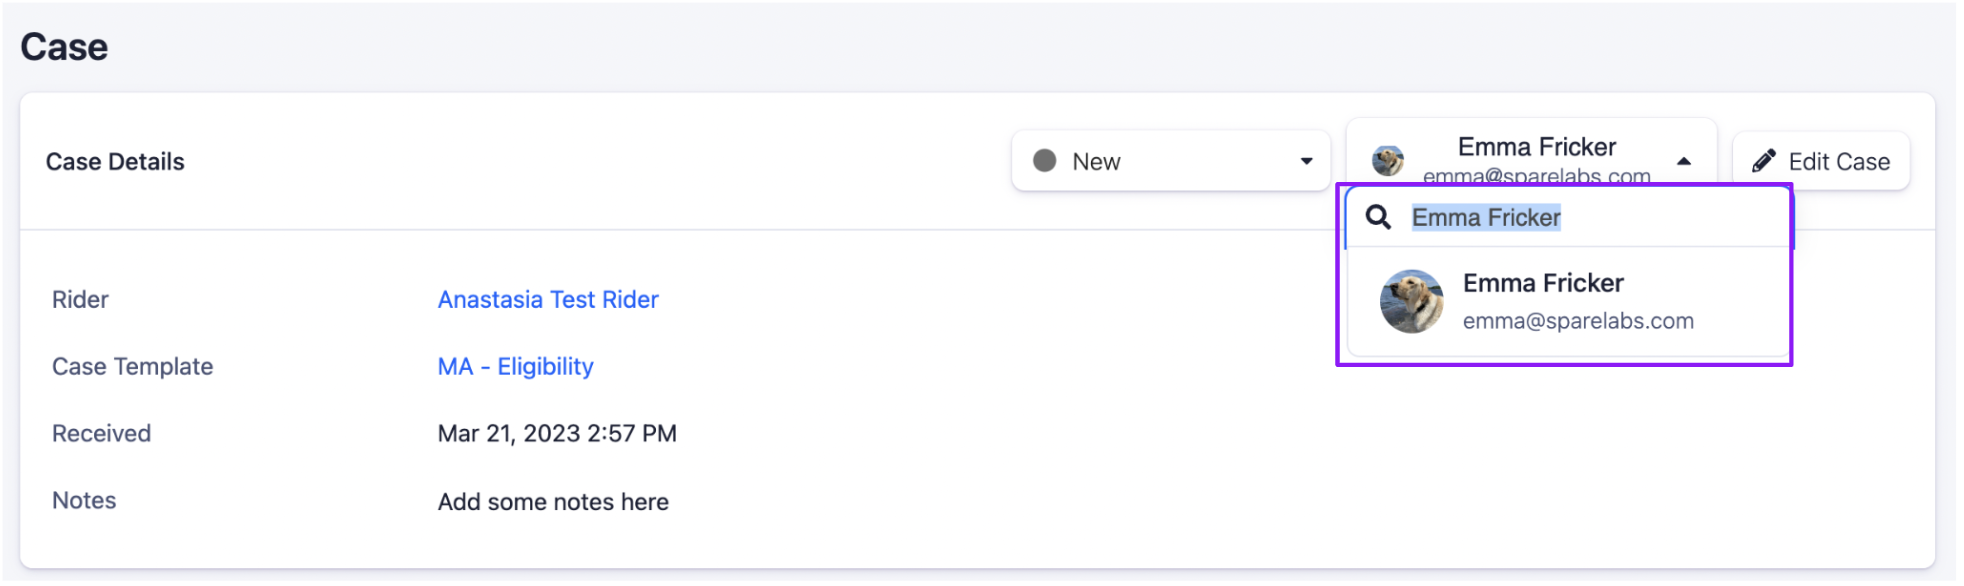 Case
Case Details
New
Emma Fricker
emma@sparelabs.com
Edit Case
Emma Fricker
Emma Fricker
emma@sparelabs.com
Rider
Anastasia Test Rider
Case Template
MA - Eligibility
Received
Mar 21, 2023 2:57 PM
Notes
Add some notes here